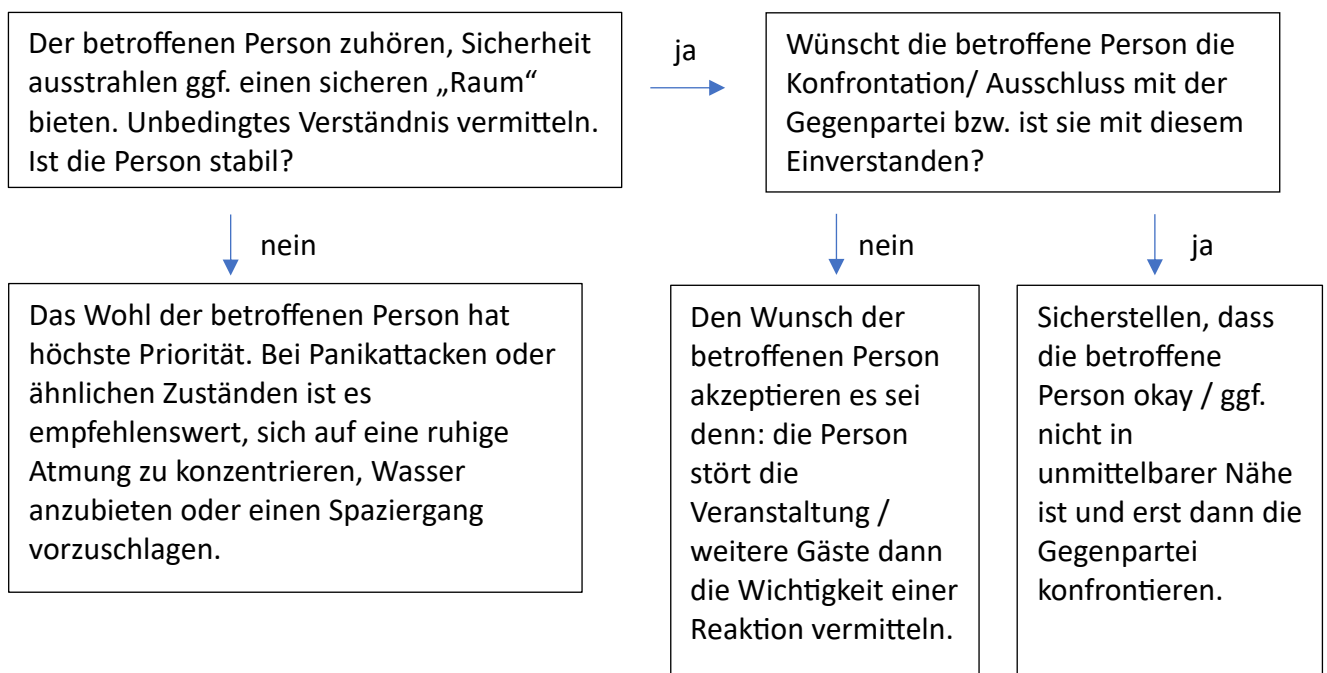 Der betroffenen Person zuhören, Sicherheit
ausstrahlen ggf. einen sicheren „Raum“
bieten. Unbedingtes Verständnis vermitteln.
Ist die Person stabil?
ja
Wünscht die betroffene Person die
Konfrontation/ Ausschluss mit der
Gegenpartei bzw. ist sie mit diesem
Einverstanden?
nein
nein
ja
Das Wohl der betroffenen Person hat
höchste Priorität. Bei Panikattacken oder
ähnlichen Zuständen ist es
empfehlenswert, sich auf eine ruhige
Atmung zu konzentrieren, Wasser
anzubieten oder einen Spaziergang
vorzuschlagen.
Den Wunsch der
betroffenen Person
akzeptieren es sei
denn: die Person
stört die
Veranstaltung /
weitere Gäste dann
die Wichtigkeit einer
Reaktion vermitteln.
Sicherstellen, dass
die betroffene
Person okay / ggf.
nicht in
unmittelbarer Nähe
ist und erst dann die
Gegenpartei
konfrontieren.